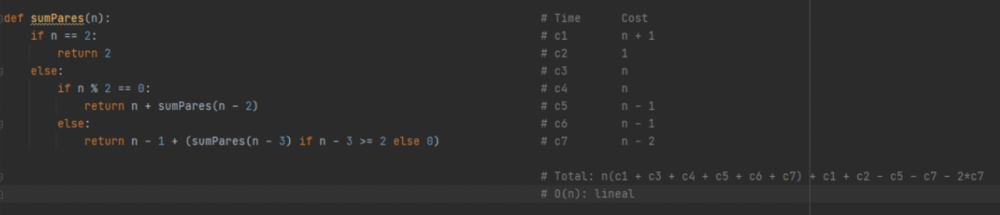 def sumPares(n): # Time Cost
if n == 2: # c1 n + 1
return 2 # c2 1
else: # c3 n
if n % 2 == 0: # c4 n
return n + sumPares(n - 2) # c5 n - 1
else: # c6 n - 1
return n - 1 + (sumPares(n - 3) if n - 3 >= 2 else 0) # c7 n - 2
# Total: n(c1 + c3 + c4 + c5 + c6 + c7) + c1 + c2 - c5 - c7 - 2*c7
# O(n): lineal